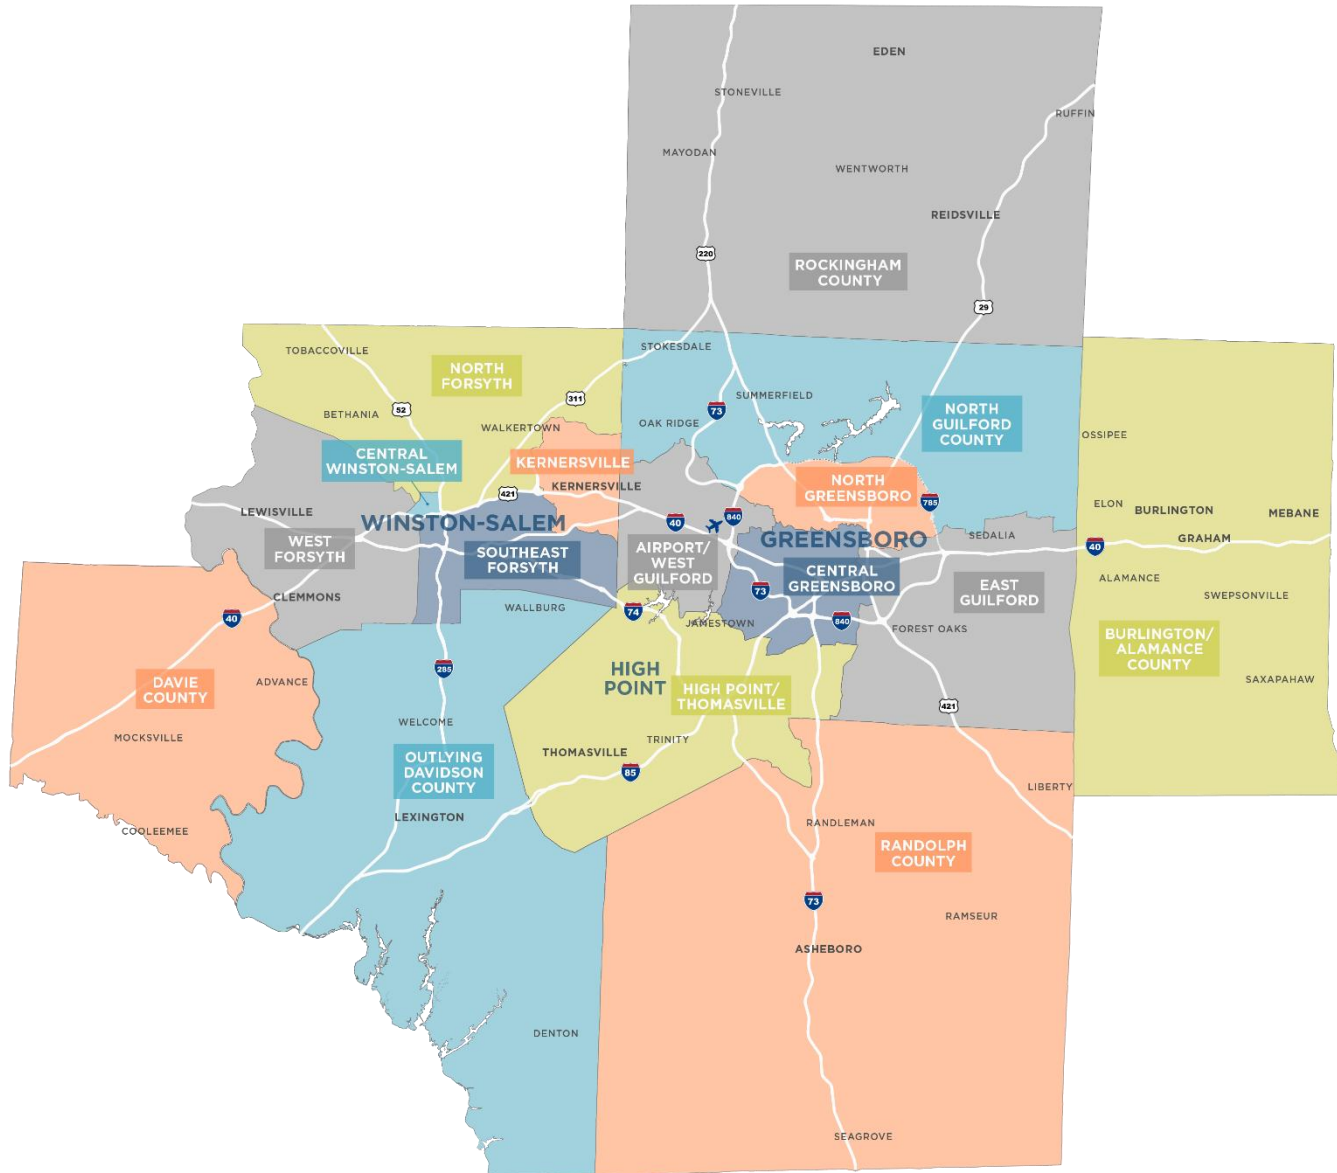 EDEN
STONEVILLE
RUFFIN
MAYODAN
WENTWORTH
REIDSVILLE
220
ROCKINGHAM
COUNTY
29
STOKESDALE
TOBACCOVILLE
NORTH
FORSYTH
311
SUMMERFIELD
52
BETHANIA
73
OAK RIDGE
NORTH
GUILFORD
COUNTY
WALKERTOWN
OSSIPEE
CENTRAL
WINSTON-SALEM
KERNERSVILLE
KERNERSVILLE
NORTH
GREENSBORO
421
785
ELON
BURLINGTON
MEBANE
LEWISVILLE
WINSTON-SALEM
40
840
GREENSBORO
SEDALIA
GRAHAM
WEST
FORSYTH
SOUTHEAST
FORSYTH
AIRPORT/
WEST
GUILFORD
40
CENTRAL
GREENSBORO
EAST
GUILFORD
ALAMANCE
CLEMMONS
73
SWEPSONVILLE
WALLBURG
74
JAMESTOWN
840
FOREST OAKS
40
BURLINGTON/
ALAMANCE
COUNTY
285
HIGH
POINT
DAVIE
COUNTY
ADVANCE
HIGH POINT/
THOMASVILLE
SAXAPAHAW
421
WELCOME
MOCKSVILLE
TRINITY
THOMASVILLE
OUTLYING
DAVIDSON
COUNTY
85
LIBERTY
LEXINGTON
RANDLEMAN
COOLEEMEE
RANDOLPH
COUNTY
73
RAMSEUR
ASHEBORO
DENTON
SEAGROVE